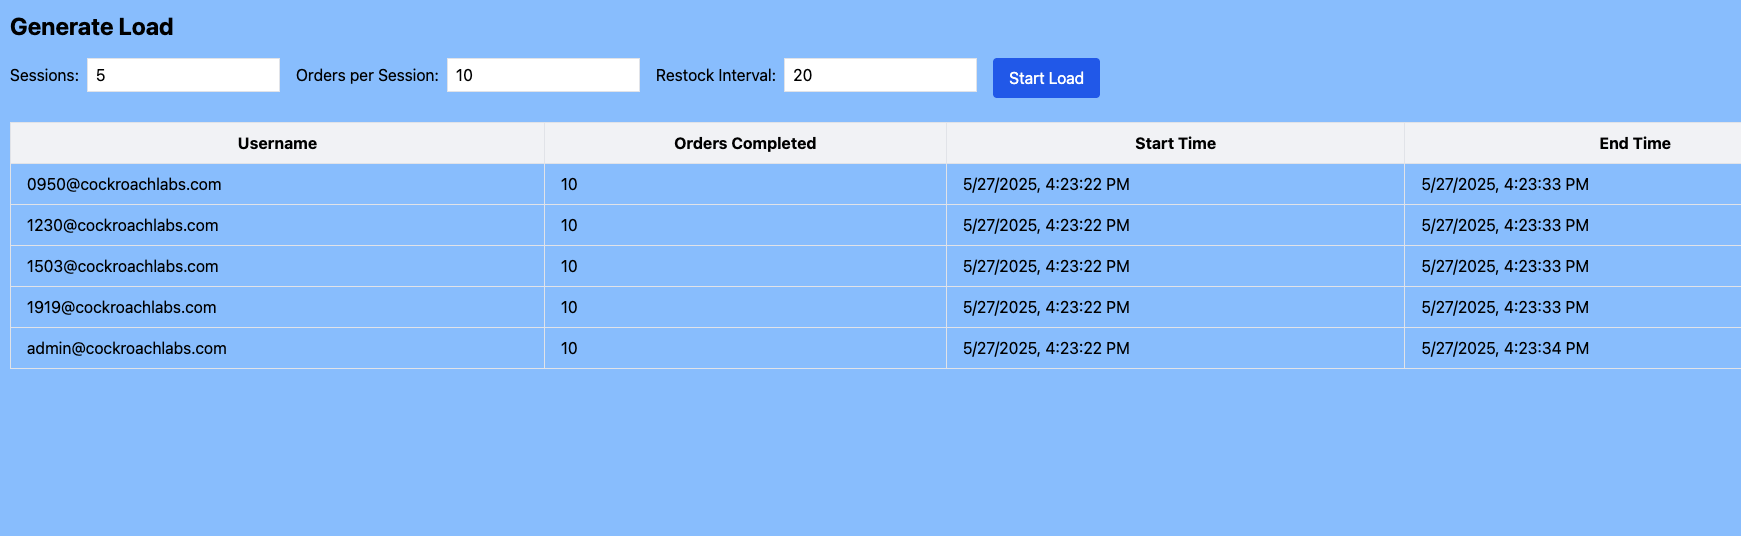 Generate Load
Sessions: 5 Orders per Session: 10 Restock Interval: 20 Start Load
Username Orders Completed Start Time End Time
0950@cockroachlabs.com 10 5/27/2025, 4:23:22 PM 5/27/2025, 4:23:33 PM
1230@cockroachlabs.com 10 5/27/2025, 4:23:22 PM 5/27/2025, 4:23:33 PM
1503@cockroachlabs.com 10 5/27/2025, 4:23:22 PM 5/27/2025, 4:23:33 PM
1919@cockroachlabs.com 10 5/27/2025, 4:23:22 PM 5/27/2025, 4:23:33 PM
admin@cockroachlabs.com 10 5/27/2025, 4:23:22 PM 5/27/2025, 4:23:34 PM